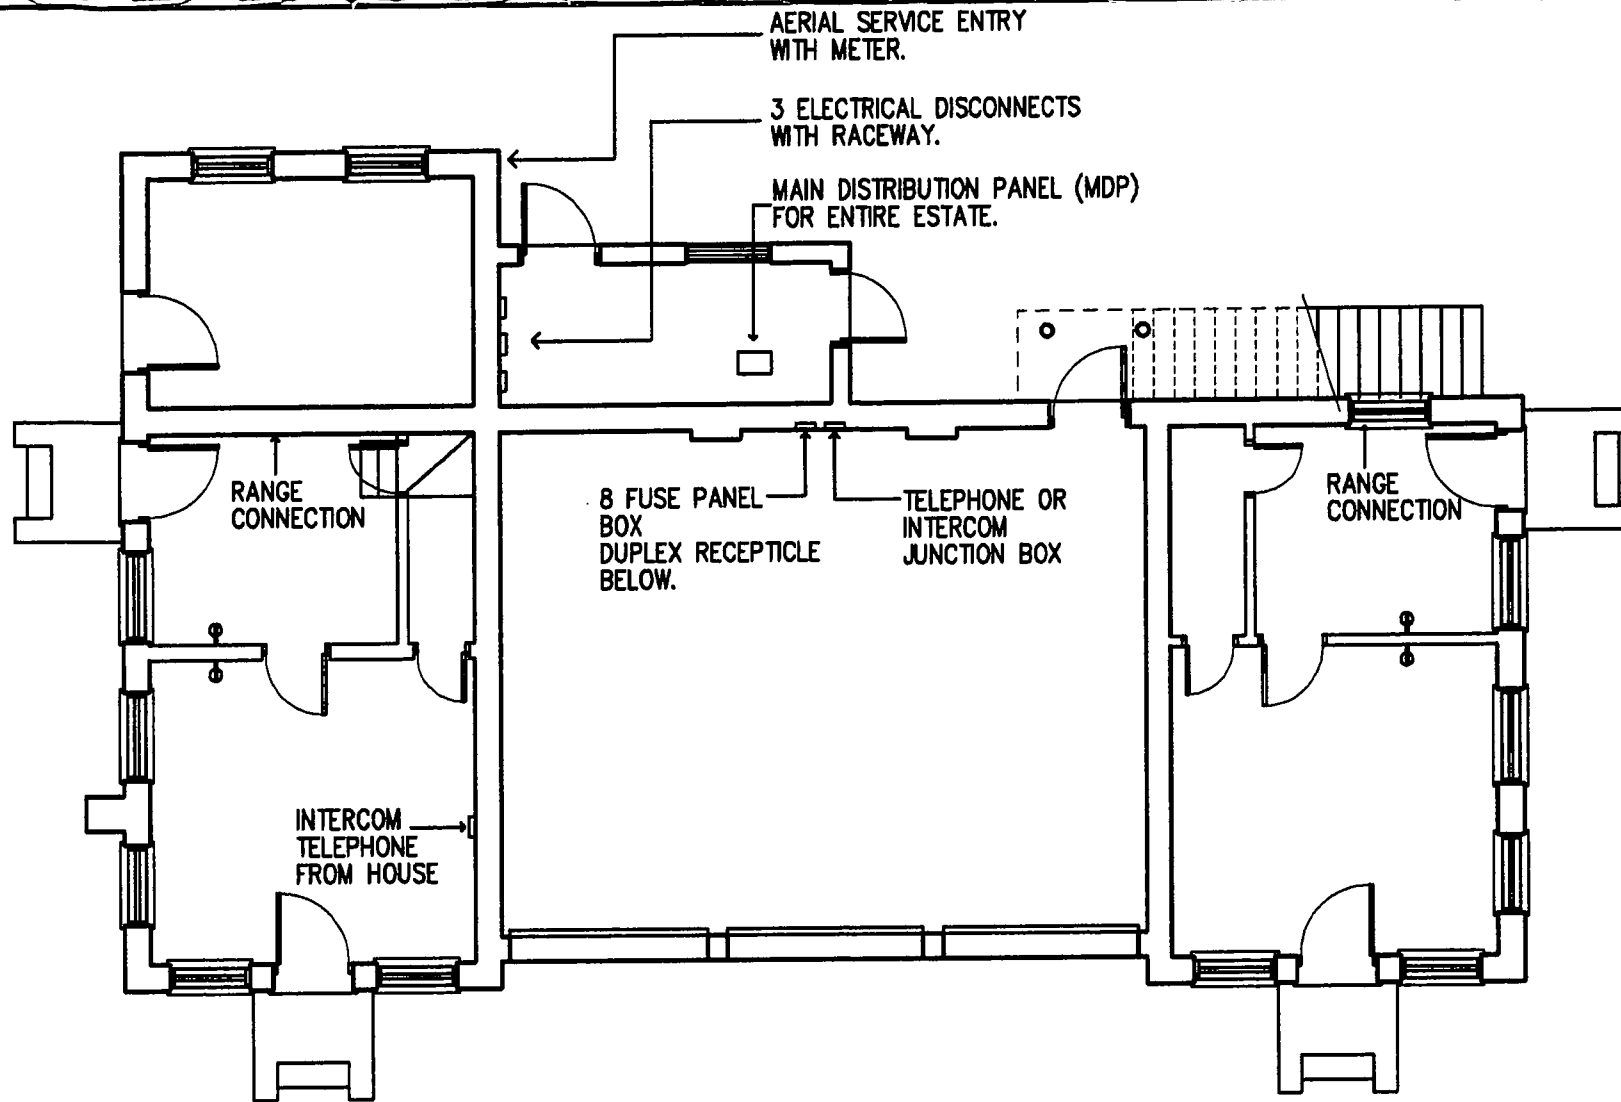 AERIAL SERVICE ENTRY
WITH METER.
3 ELECTRICAL DISCONNECTS
WITH RACEWAY.
MAIN DISTRIBUTION PANEL (MDP)
FOR ENTIRE ESTATE.
RANGE
CONNECTION
8 FUSE PANEL
BOX
DUPLEX RECEPTICLE
BELOW.
TELEPHONE OR
INTERCOM
JUNCTION BOX
RANGE
CONNECTION
INTERCOM
TELEPHONE
FROM HOUSE